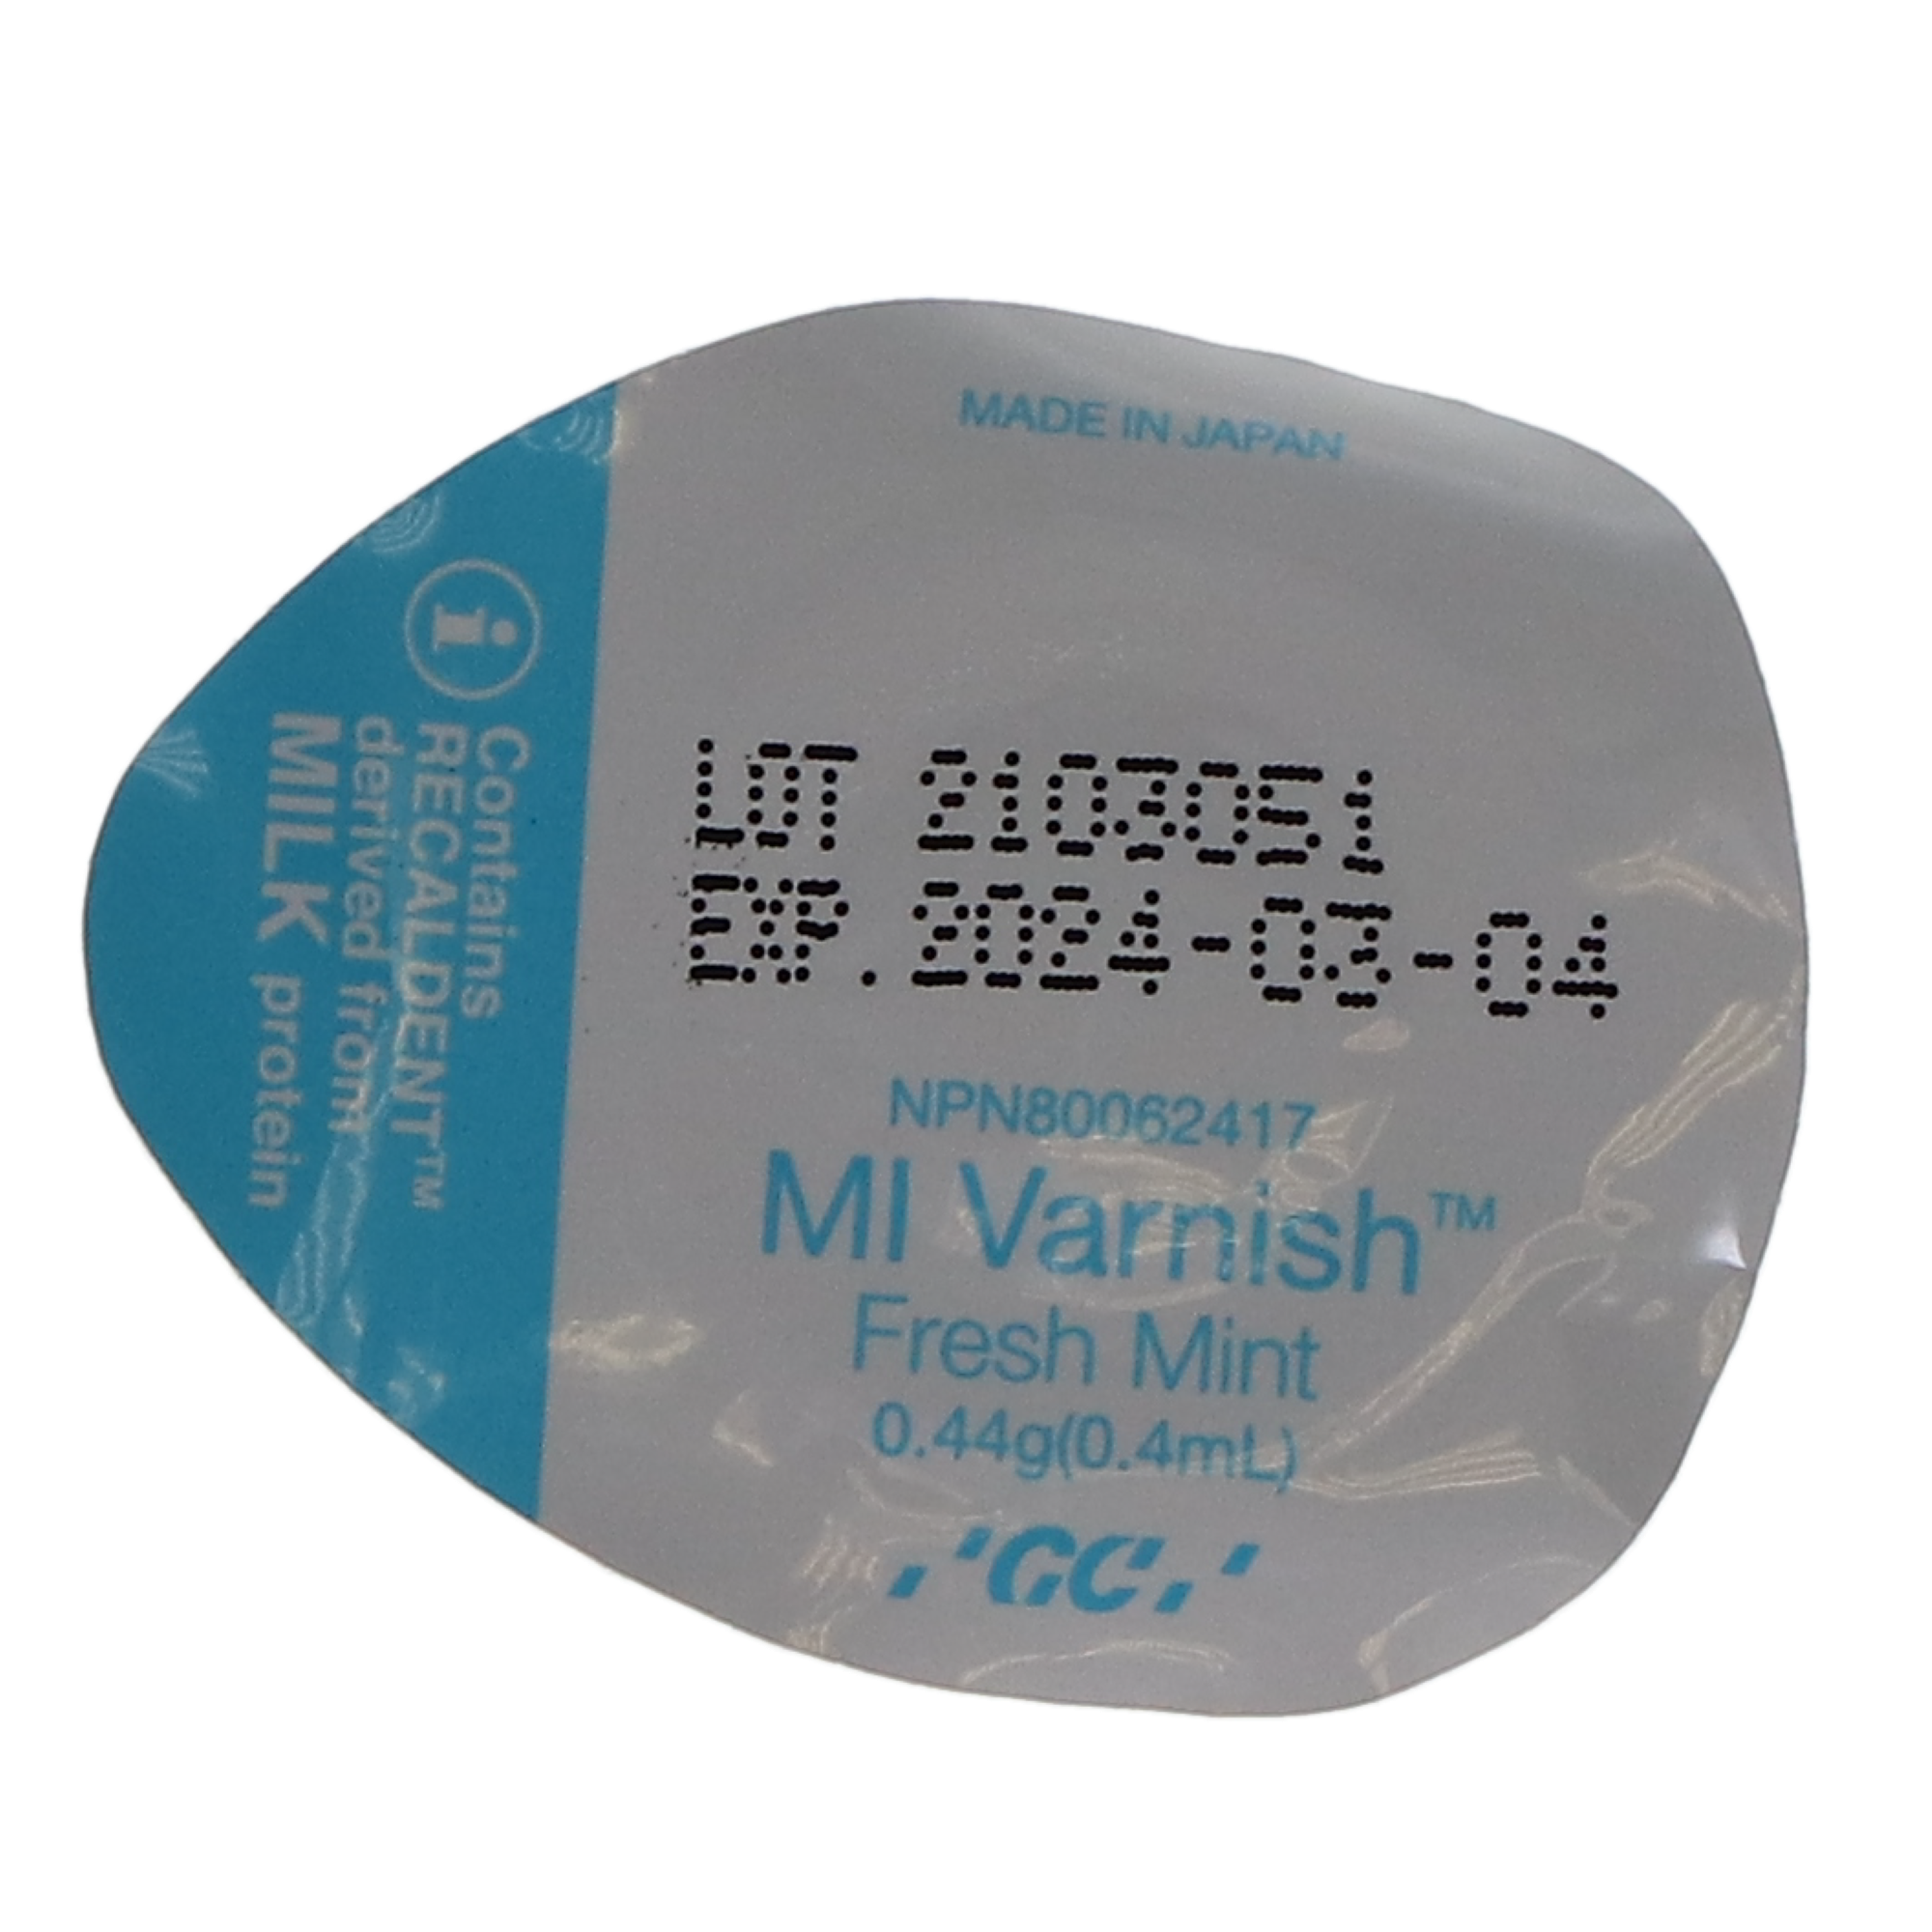 MADE IN JAPAN
LOT 2103051
EXP. 2024-03-04
NPN80062417
MI Varnish™
Fresh Mint
0.44g(0.4mL)
GC
i
Contains
RECALDENT™
derived from
MILK protein